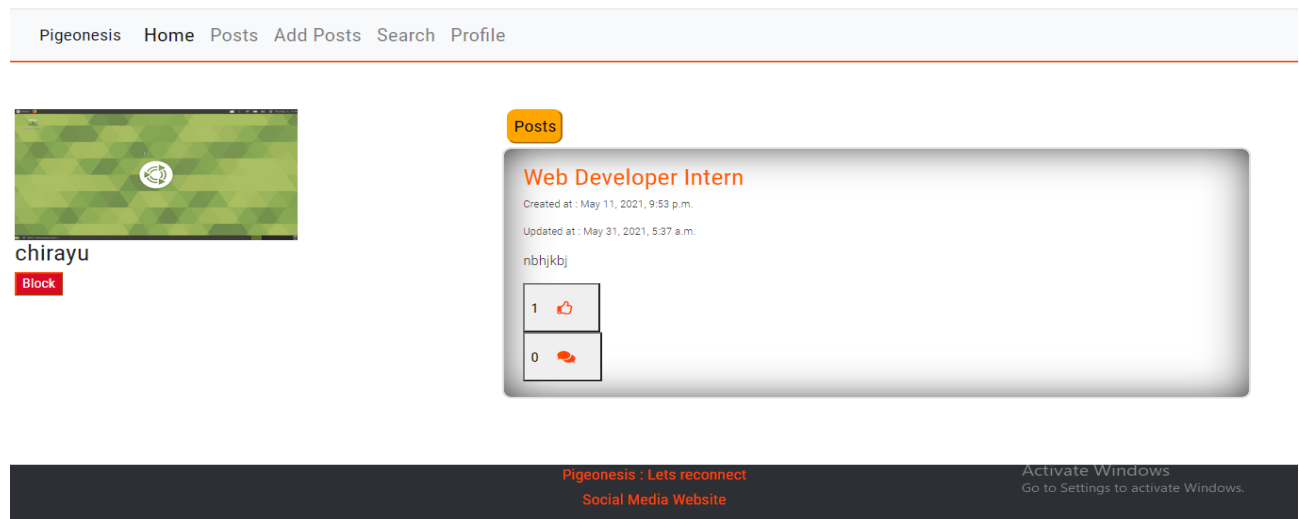 Pigeonesis Home Posts Add Posts Search Profile
chirayu
Block
Posts
Web Developer Intern
Created at : May 11, 2021, 9:53 p.m.
Updated at : May 31, 2021, 5:37 a.m.
nbhjkbj
1
0
Pigeonesis : Lets reconnect
Social Media Website
Activate Windows
Go to Settings to activate Windows.